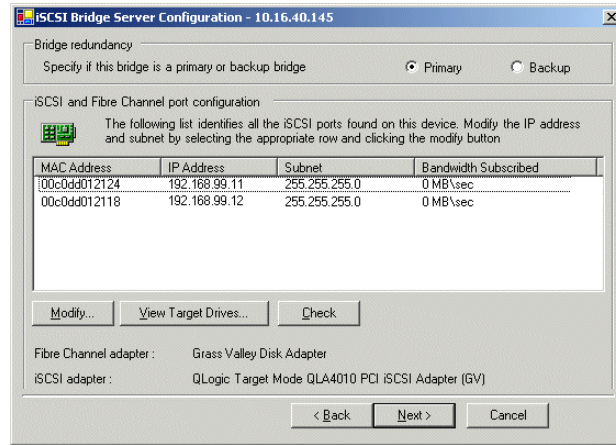 iSCSI Bridge Server Configuration - 10.16.40.145
Bridge redundancy
Specify if this bridge is a primary or backup bridge Primary Backup
iSCSI and Fibre Channel port configuration
The following list identifies all the iSCSI ports found on this device. Modify the IP address
and subnet by selecting the appropriate row and clicking the modify button
MAC Address IP Address Subnet Bandwidth Subscribed
00c0dd012124 192.168.99.11 255.255.255.0 0 MB\sec
00c0dd012118 192.168.99.12 255.255.255.0 0 MB\sec
Modify... View Target Drives... Check
Fibre Channel adapter : Grass Valley Disk Adapter
iSCSI adapter : QLogic Target Mode QLA4010 PCI iSCSI Adapter (GV)
< Back Next > Cancel